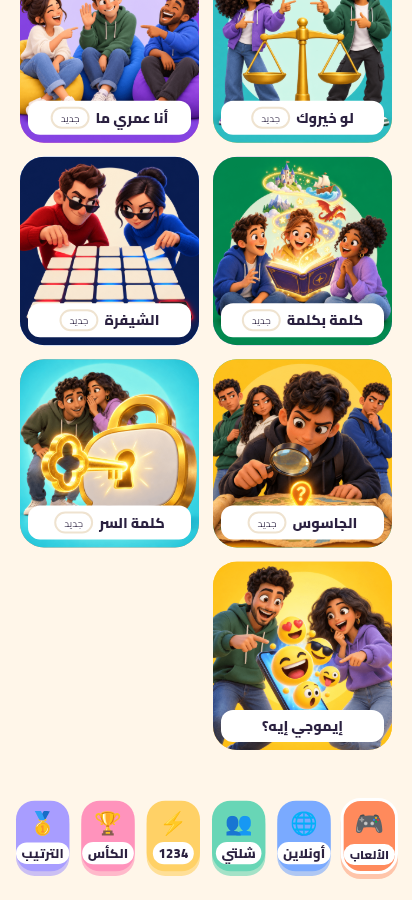 لو خيروك جديد
أنا عمري ما جديد
كلمة بكلمة جديد
الشيفرة جديد
الجاسوس جديد
كلمة السر جديد
?
إيموجي إيه؟
الألعاب
أونلاين
شلتي
1234
الكأس
الترتيب